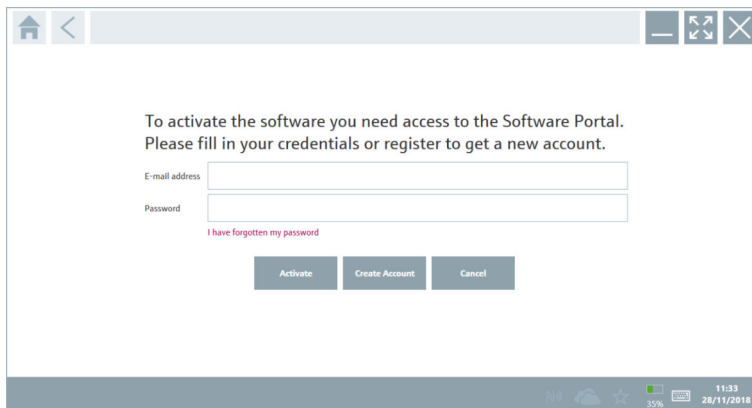 To activate the software you need access to the Software Portal.
Please fill in your credentials or register to get a new account.
E-mail address
Password
I have forgotten my password
Activate
Create Account
Cancel
35%
11:33
28/11/2018